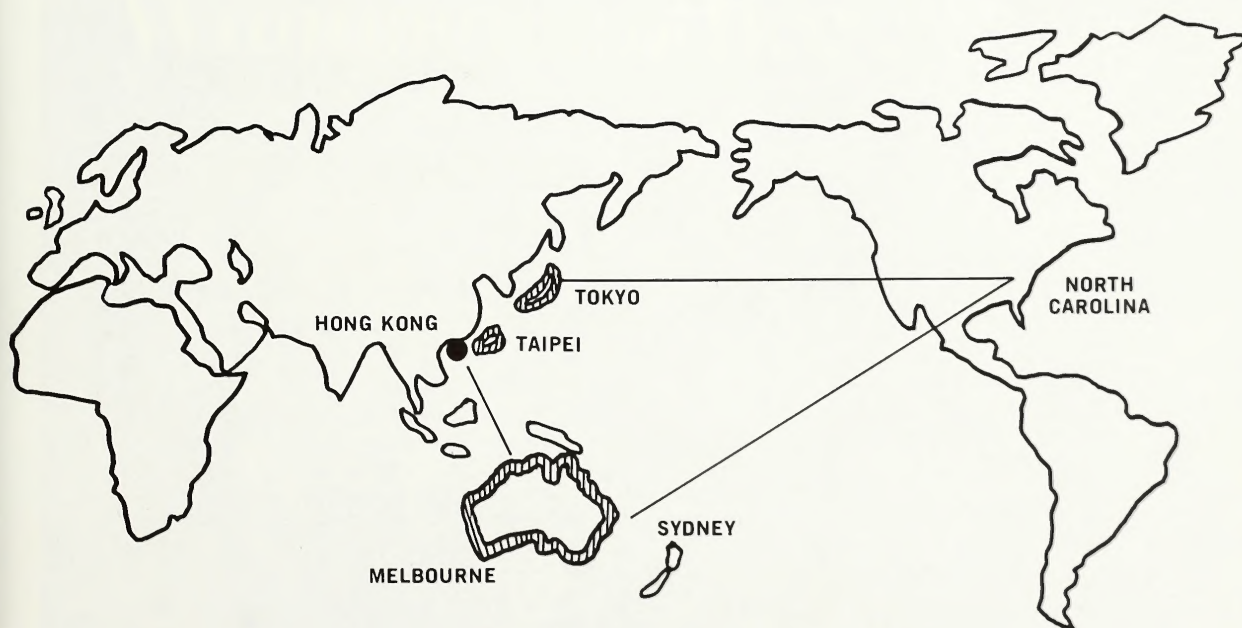 HONG KONG
TOKYO
TAIPEI
NORTH
CAROLINA
SYDNEY
MELBOURNE